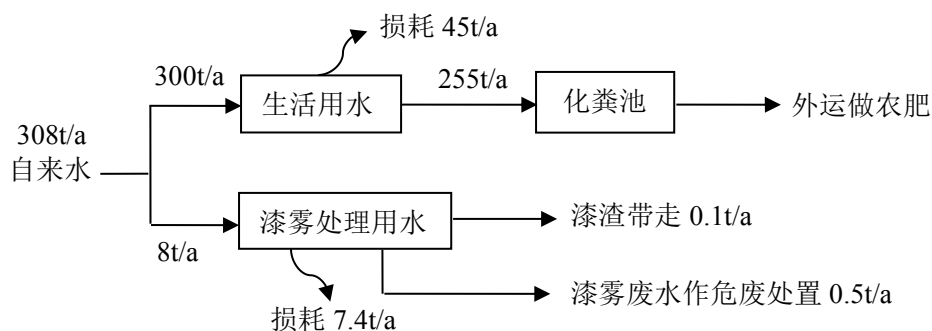 损耗 45t/a
300t/a
生活用水
255t/a
化粪池
外运做农肥
308t/a
自来水
漆雾处理用水
漆渣带走 0.1t/a
8t/a
漆雾废水作危废处置 0.5t/a
损耗 7.4t/a